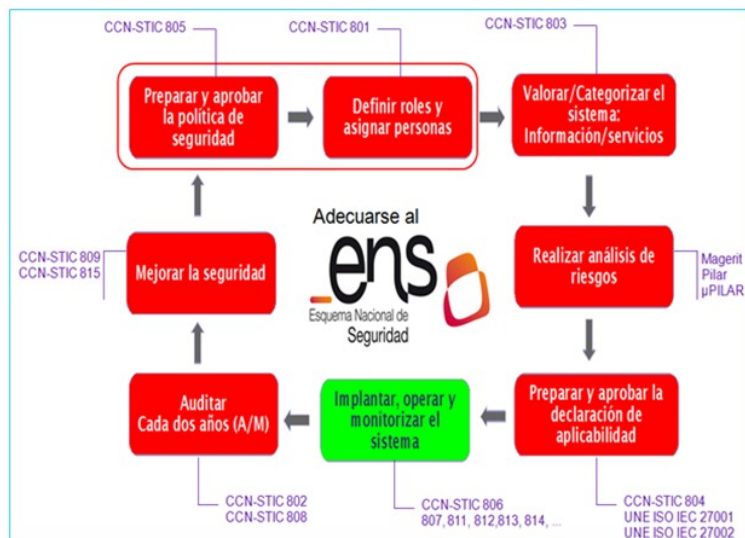 CCN-STIC 805
CCN-STIC 801
CCN-STIC 803
Preparar y aprobar
la política de
seguridad
Definir roles y
asignar personas
Valorar/Categorizar el
sistema:
Información/servicios
Adecuarse al
ens
Esquema Nacional de
Seguridad
CCN-STIC 809
CCN-STIC 815
Mejorar la seguridad
Realizar análisis de
riesgos
Magerit
Pilar
µPILAR
Auditar
Cada dos años (A/M)
Implantar, operar y
monitorizar el
sistema
Preparar y aprobar la
declaración de
aplicabilidad
CCN-STIC 802
CCN-STIC 808
CCN-STIC 806
807, 811, 812,813, 814, ...
CCN-STIC 804
UNE ISO IEC 27001
UNE ISO IEC 27002